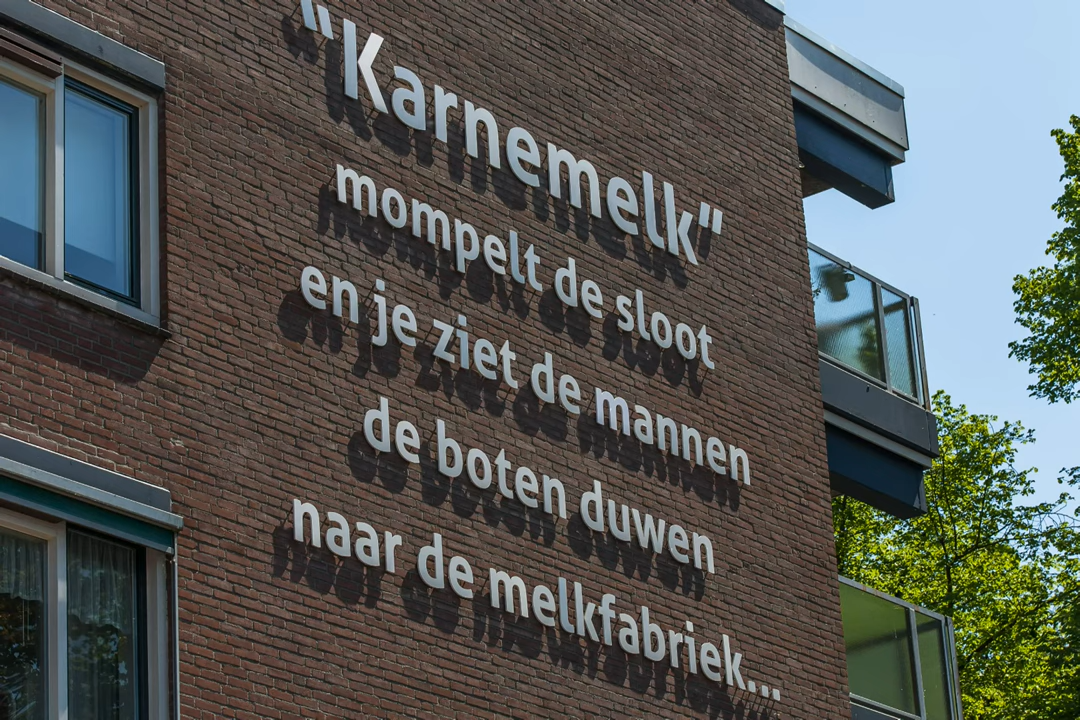 "Karnemelk"
mompelt de sloot
en je ziet de mannen
de boten duwen
naar de melkfabriek...